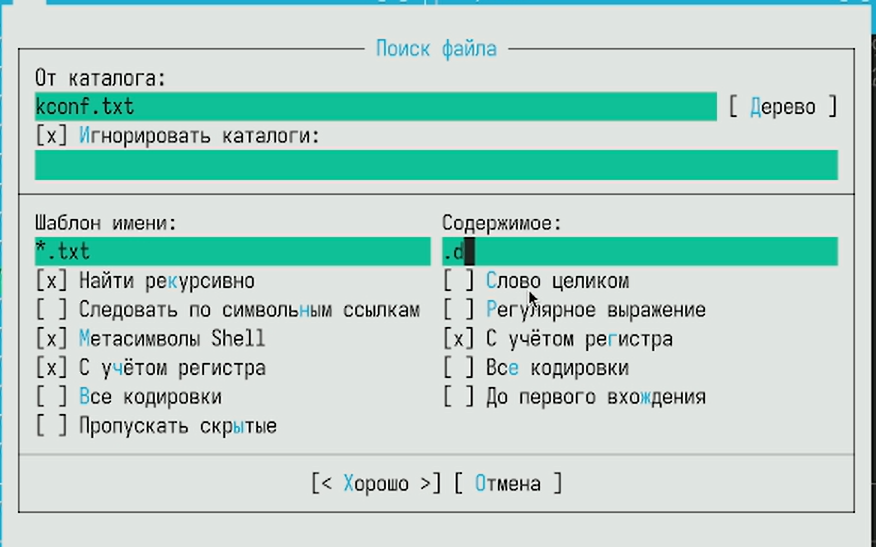 Поиск файла
От каталога:
kconf.txt [ Дерево ]
[x] Игнорировать каталоги:
Шаблон имени: Содержимое:
*.txt .d
[x] Найти рекурсивно [ ] Слово целиком
[ ] Следовать по символьным ссылкам [ ] Регулярное выражение
[x] Метасимволы Shell [x] С учётом регистра
[x] С учётом регистра [ ] Все кодировки
[ ] Все кодировки [ ] До первого вхождения
[ ] Пропускать скрытые
[< Хорошо >] [ Отмена ]